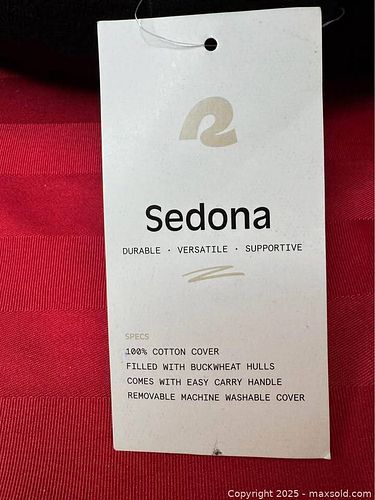 Sedona
DURABLE · VERSATILE · SUPPORTIVE
SPECS
100% COTTON COVER
FILLED WITH BUCKWHEAT HULLS
COMES WITH EASY CARRY HANDLE
REMOVABLE MACHINE WASHABLE COVER
Copyright 2025 - maxsold.com